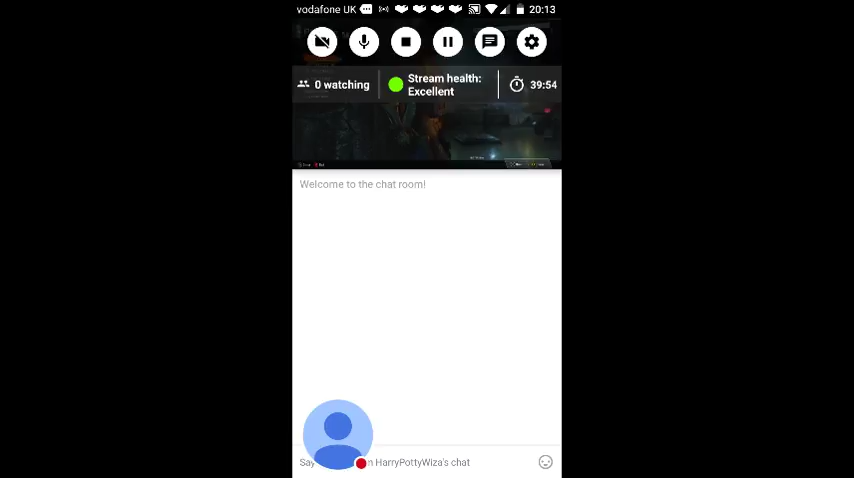 vodafone UK
20:13
0 watching
Stream health:
Excellent
39:54
Welcome to the chat room!
Say
n HarryPottyWiza's chat